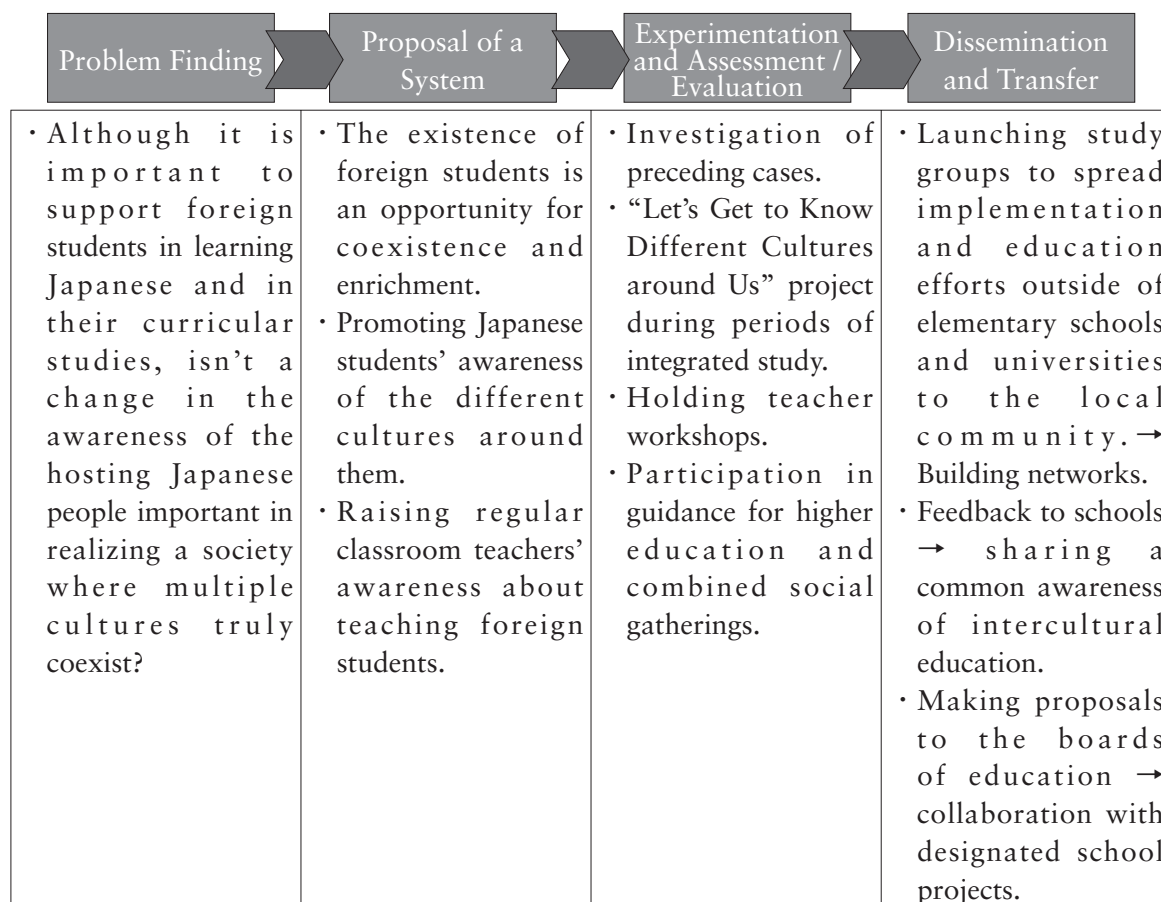 Problem Finding
Proposal of a
System
Experimentation
and Assessment /
Evaluation
Dissemination
and Transfer
・Although it is
important to
support foreign
students in learning
Japanese and in
their curricular
studies, isn’t a
change in the
awareness of the
hosting Japanese
people important in
realizing a society
where multiple
cultures truly
coexist?
・The existence of
foreign students is
an opportunity for
coexistence and
enrichment.
・Promoting Japanese
students’ awareness
of the different
cultures around
them.
・Raising regular
classroom teachers’
awareness about
teaching foreign
students.
・Investigation of
preceding cases.
・“Let’s Get to Know
Different Cultures
around Us” project
during periods of
integrated study.
・Holding teacher
workshops.
・Participation in
guidance for higher
education and
combined social
gatherings.
・Launching study
groups to spread
implementation
and education
efforts outside of
elementary schools
and universities
to the local
community. →
Building networks.
・Feedback to schools
→ sharing a
common awareness
of intercultural
education.
・Making proposals
to the boards
of education →
collaboration with
designated school
projects.